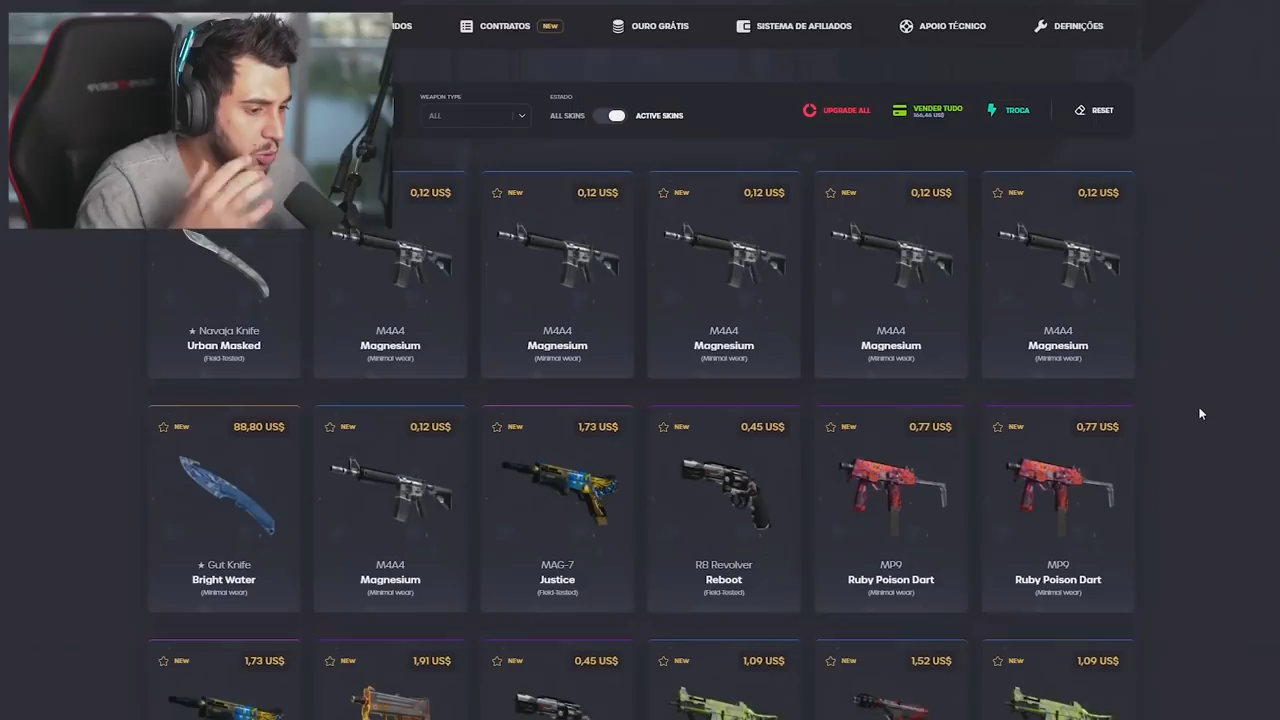 IDOS
CONTRATOS
NEW
OURO GRÁTIS
SISTEMA DE AFILIADOS
APOIO TÉCNICO
DEFINIÇÕES
WEAPON TYPE
ALL
ESTADO
ALL SKINS
ACTIVE SKINS
UPGRADE ALL
VENDER TUDO
166,46 US$
TROCA
RESET
0,12 US$
NEW
0,12 US$
NEW
0,12 US$
NEW
0,12 US$
NEW
0,12 US$
★ Navaja Knife
Urban Masked
(Field-Tested)
M4A4
Magnesium
(Minimal wear)
M4A4
Magnesium
(Minimal wear)
M4A4
Magnesium
(Minimal wear)
M4A4
Magnesium
(Minimal wear)
M4A4
Magnesium
(Minimal wear)
NEW
88,80 US$
NEW
0,12 US$
NEW
1,73 US$
NEW
0,45 US$
NEW
0,77 US$
NEW
0,77 US$
★ Gut Knife
Bright Water
(Minimal wear)
M4A4
Magnesium
(Minimal wear)
MAG-7
Justice
(Field-Tested)
R8 Revolver
Reboot
(Field-Tested)
MP9
Ruby Poison Dart
(Minimal wear)
MP9
Ruby Poison Dart
(Minimal wear)
NEW
1,73 US$
NEW
1,91 US$
NEW
0,45 US$
NEW
1,09 US$
NEW
1,52 US$
NEW
1,09 US$